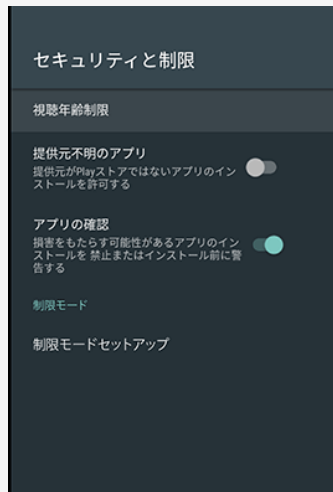 セキュリティと制限
視聴年齢制限
提供元不明のアプリ
提供元がPlayストアではないアプリのイン
ストールを許可する
アプリの確認
損害をもたらす可能性があるアプリのイン
ストールを 禁止またはインストール前に警
告する
制限モード
制限モードセットアップ